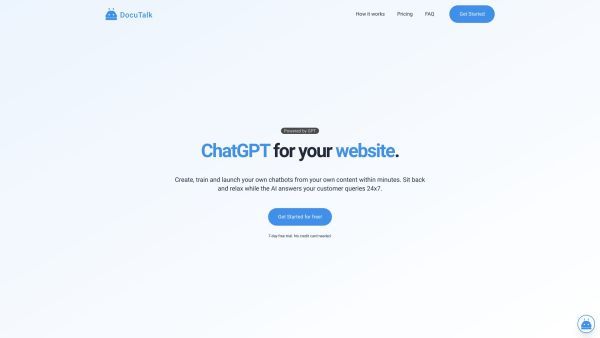 DocuTalk
How it works Pricing FAQ Get Started
Powered by GPT
ChatGPT for your website.
Create, train and launch your own chatbots from your own content within minutes. Sit back
and relax while the AI answers your customer queries 24x7.
Get Started for free!
7-day free trial. No credit card needed